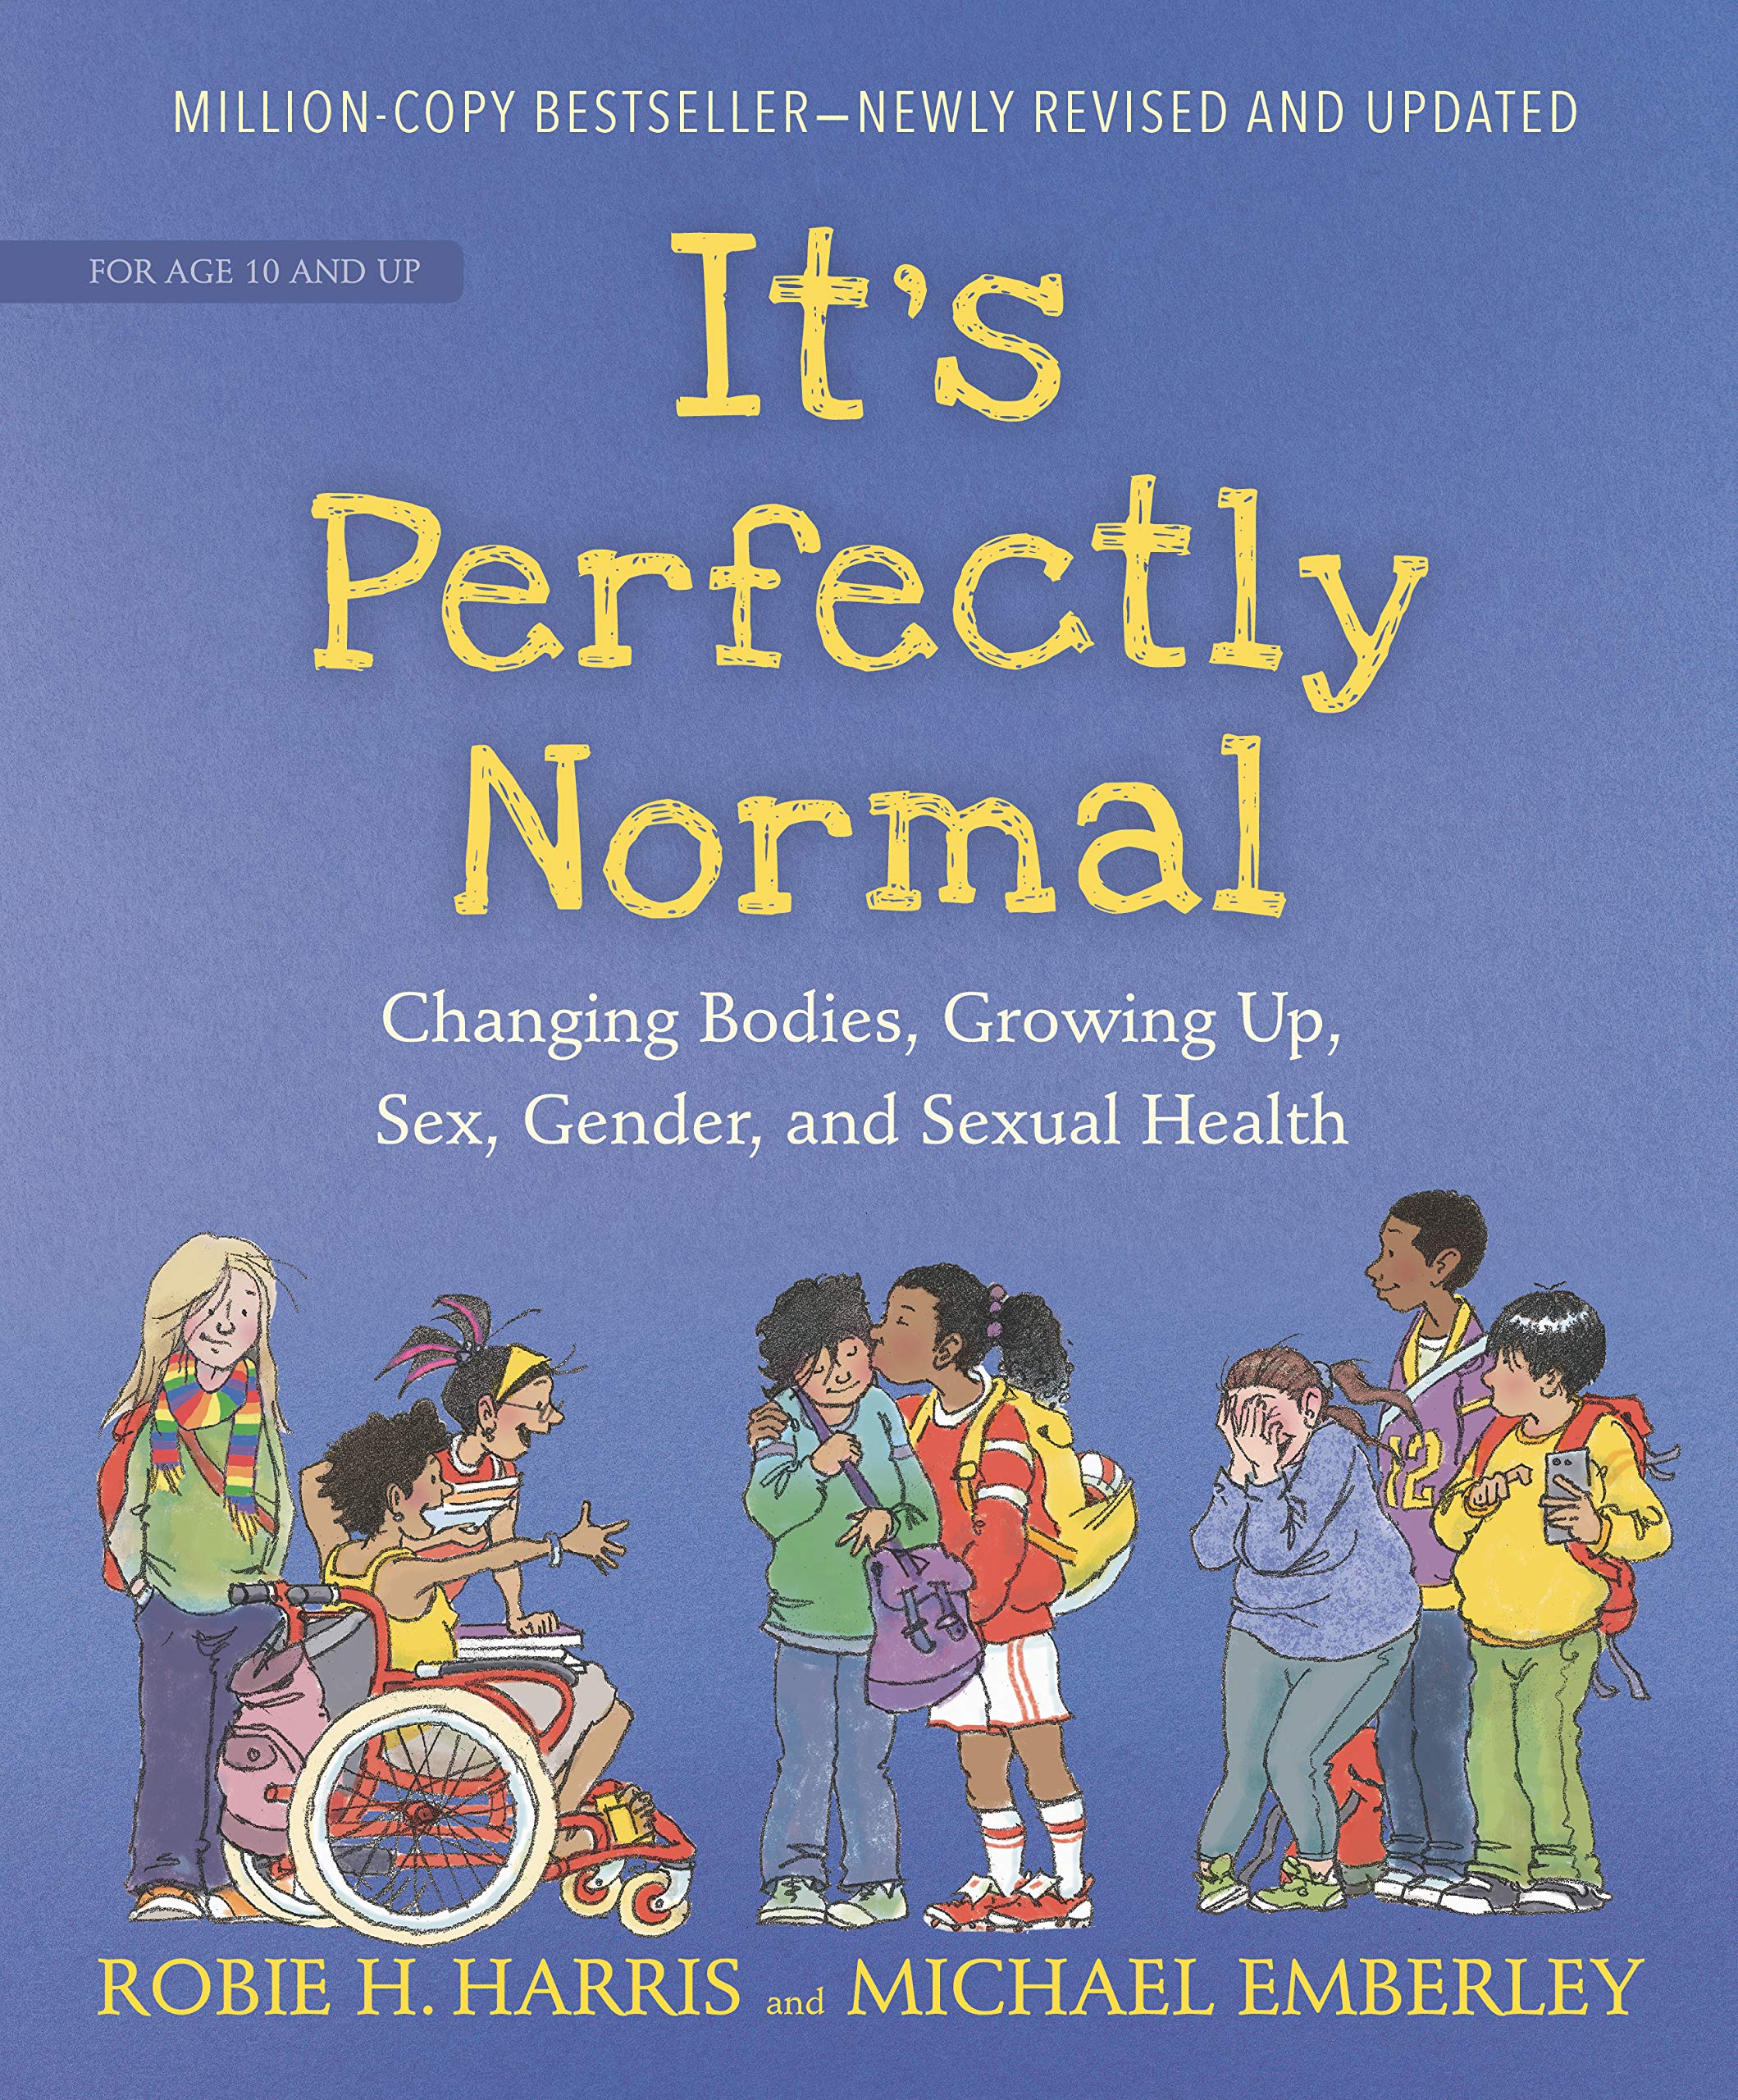 MILLION-COPY BESTSELLER—NEWLY REVISED AND UPDATED
FOR AGE 10 AND UP
It's
Perfectly
Normal
Changing Bodies, Growing Up,
Sex, Gender, and Sexual Health
12
ROBIE H. HARRIS and MICHAEL EMBERLEY